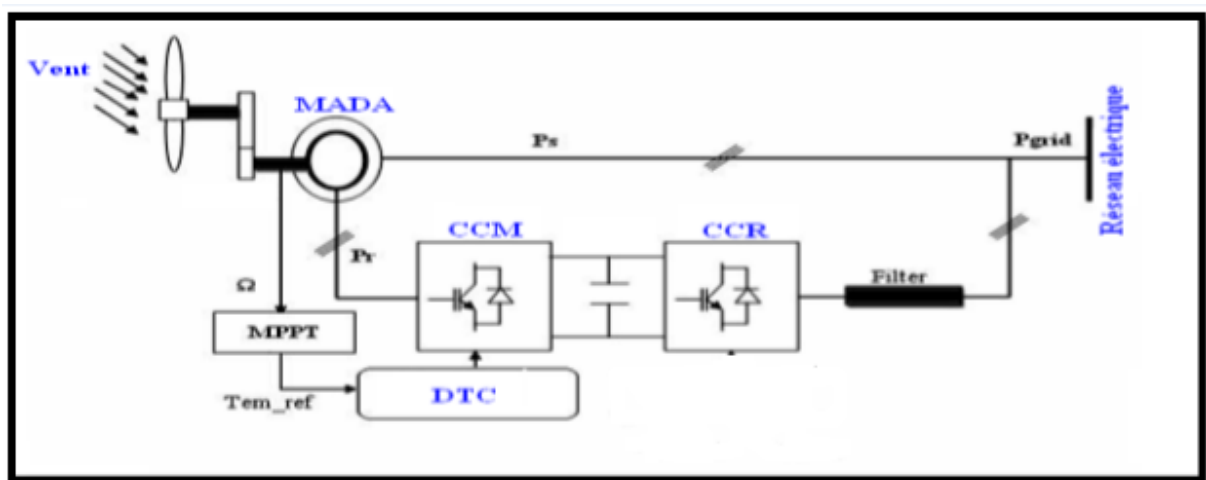 Vent
MADA
Ps
Pgrid
Réseau électrique
CCM
CCR
Pr
Filter
Ω
MPPT
Tem_ref
DTC